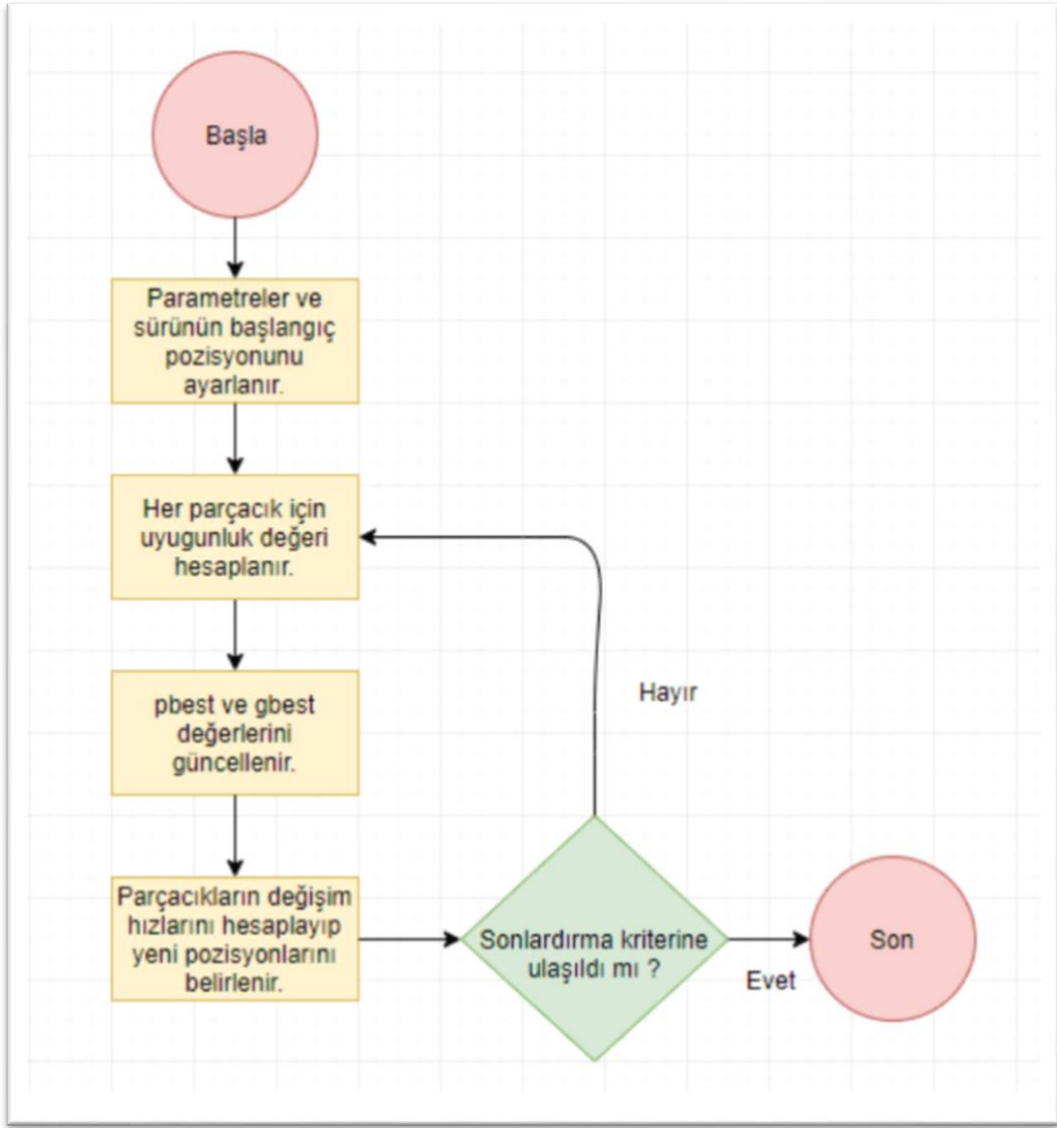 Başla
Parametreler ve
sürünün başlangıç
pozisyonunu
ayarlanır.
Her parçacık için
uyugunluk değeri
hesaplanır.
pbest ve gbest
değerlerini
güncellenir.
Parçacıkların değişim
hızlarını hesaplayıp
yeni pozisyonlarını
belirlenir.
Sonlardırma kriterine
ulaşıldı mı ?
Hayır
Evet
Son